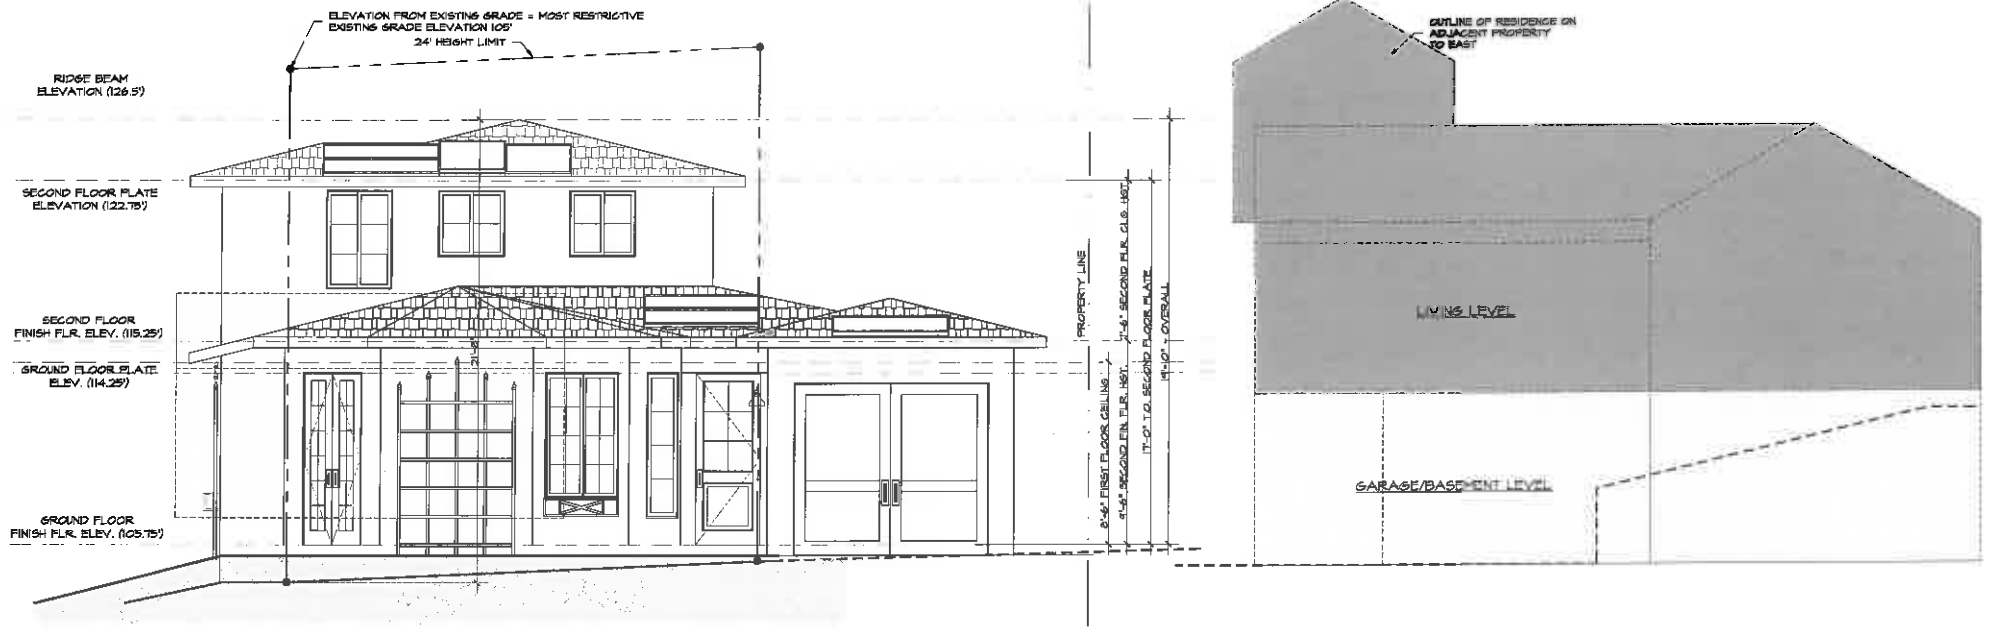 ELEVATION FROM EXISTING GRADE = MOST RESTRICTIVE
EXISTING GRADE ELEVATION 105'
24' HEIGHT LIMIT
RIDGE BEAM
ELEVATION (126.5')
SECOND FLOOR PLATE
ELEVATION (122.75')
SECOND FLOOR
FINISH FLR. ELEV. (115.25')
GROUND FLOOR PLATE
ELEV. (114.25')
GROUND FLOOR
FINISH FLR. ELEV. (105.75')
PROPERTY LINE
8'-6" FIRST FLOOR CEILING
9'-6" SECOND FIN. FLR. HGT.
7'-6" SECOND FLR. CLG. HGT.
17'-0" T.O. SECOND FLOOR PLATE
OVERALL
OUTLINE OF RESIDENCE ON
ADJACENT PROPERTY
TO EAST
LIVING LEVEL
GARAGE/BASEMENT LEVEL